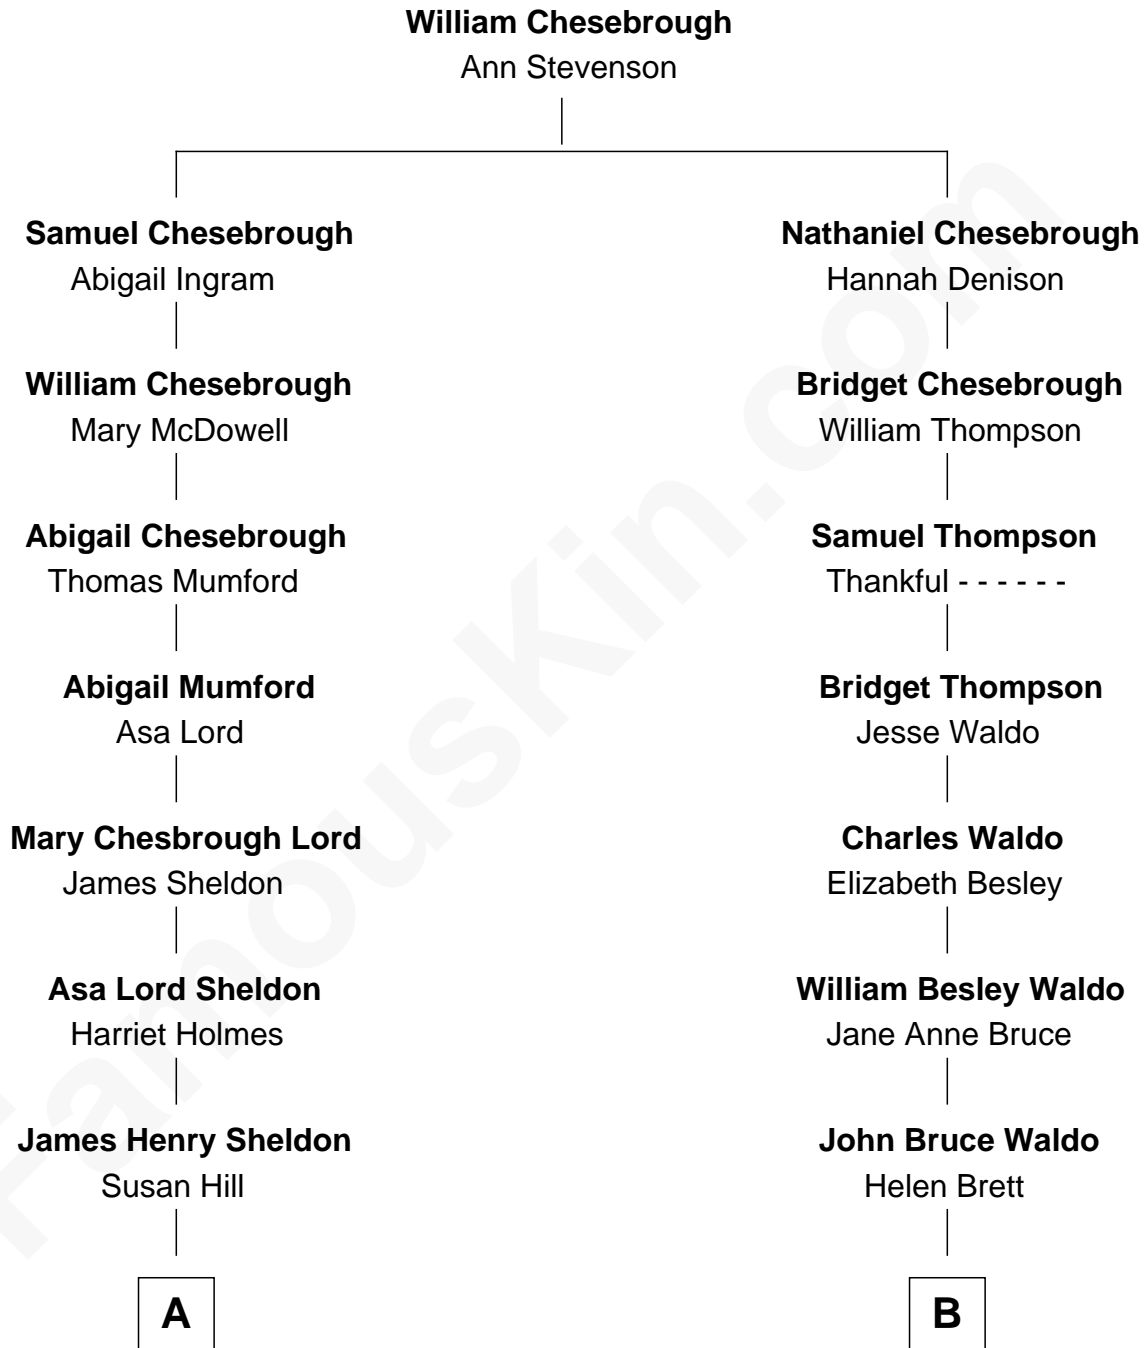 William Chesebrough
Ann Stevenson
Samuel Chesebrough
Abigail Ingram
William Chesebrough
Mary McDowell
Abigail Chesebrough
Thomas Mumford
Abigail Mumford
Asa Lord
Mary Chesbrough Lord
James Sheldon
Asa Lord Sheldon
Harriet Holmes
James Henry Sheldon
Susan Hill
A
Nathaniel Chesebrough
Hannah Denison
Bridget Chesebrough
William Thompson
Samuel Thompson
Thankful - - - - - -
Bridget Thompson
Jesse Waldo
Charles Waldo
Elizabeth Besley
William Besley Waldo
Jane Anne Bruce
John Bruce Waldo
Helen Brett
B
FamousKin.com